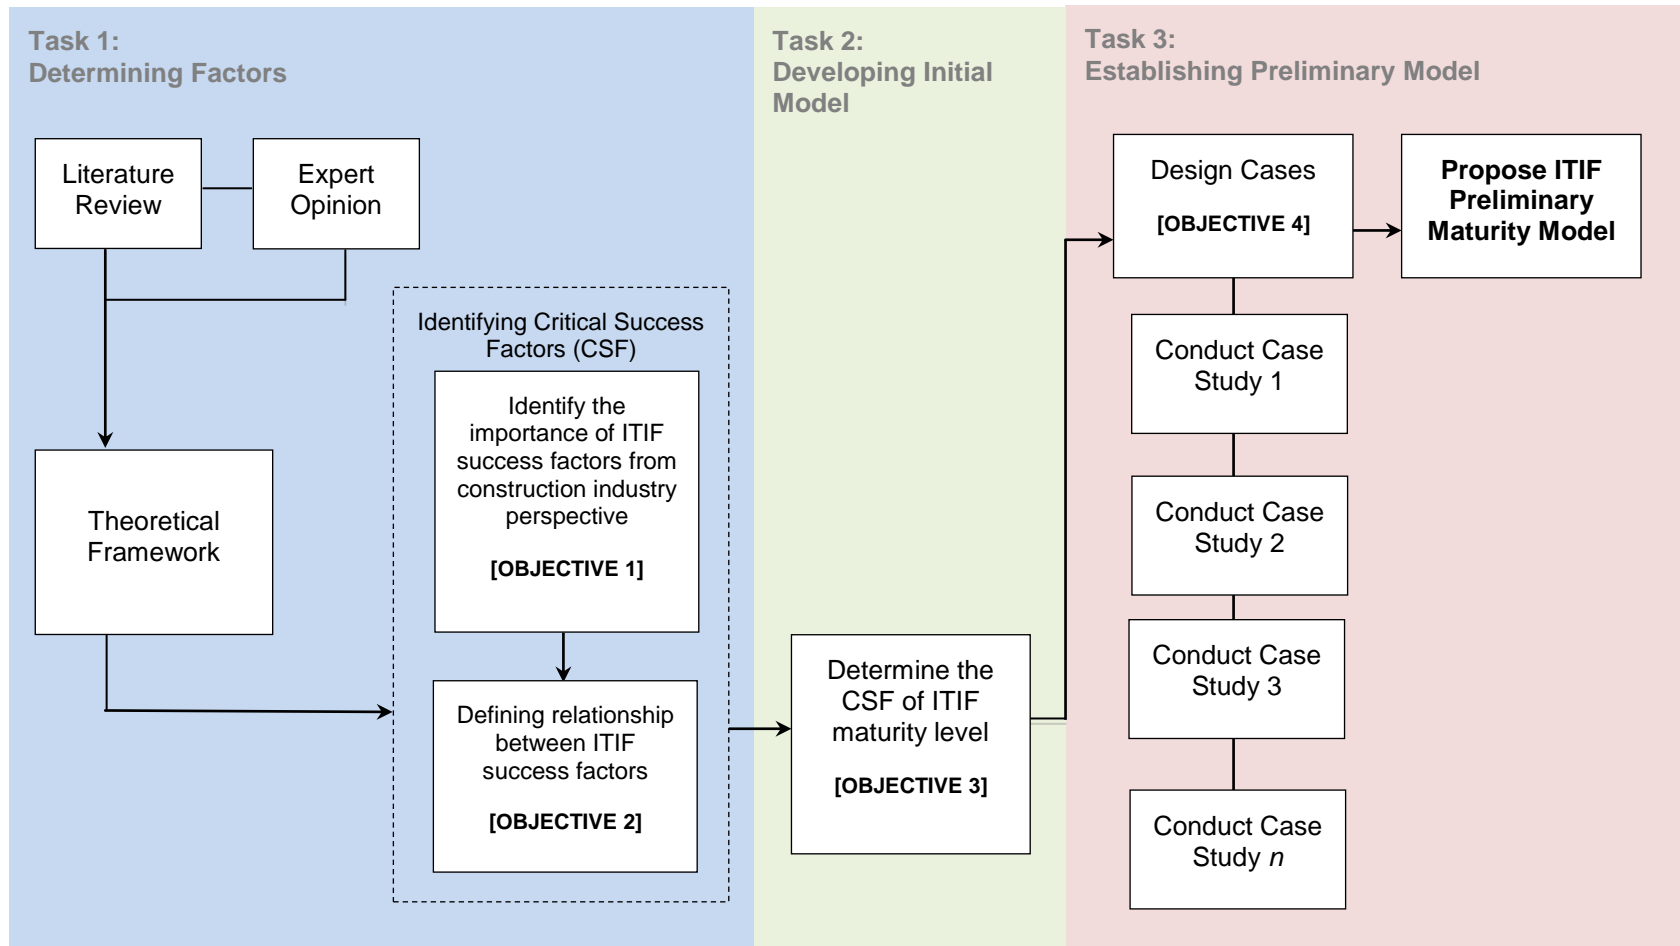 Task 1:
Determining Factors
Literature
Review
Expert
Opinion
Theoretical
Framework
Identifying Critical Success
Factors (CSF)
Identify the
importance of ITIF
success factors from
construction industry
perspective
[OBJECTIVE 1]
Defining relationship
between ITIF
success factors
[OBJECTIVE 2]
Task 2:
Developing Initial
Model
Determine the
CSF of ITIF
maturity level
[OBJECTIVE 3]
Task 3:
Establishing Preliminary Model
Design Cases
[OBJECTIVE 4]
Propose ITIF
Preliminary
Maturity Model
Conduct Case
Study 1
Conduct Case
Study 2
Conduct Case
Study 3
Conduct Case
Study n